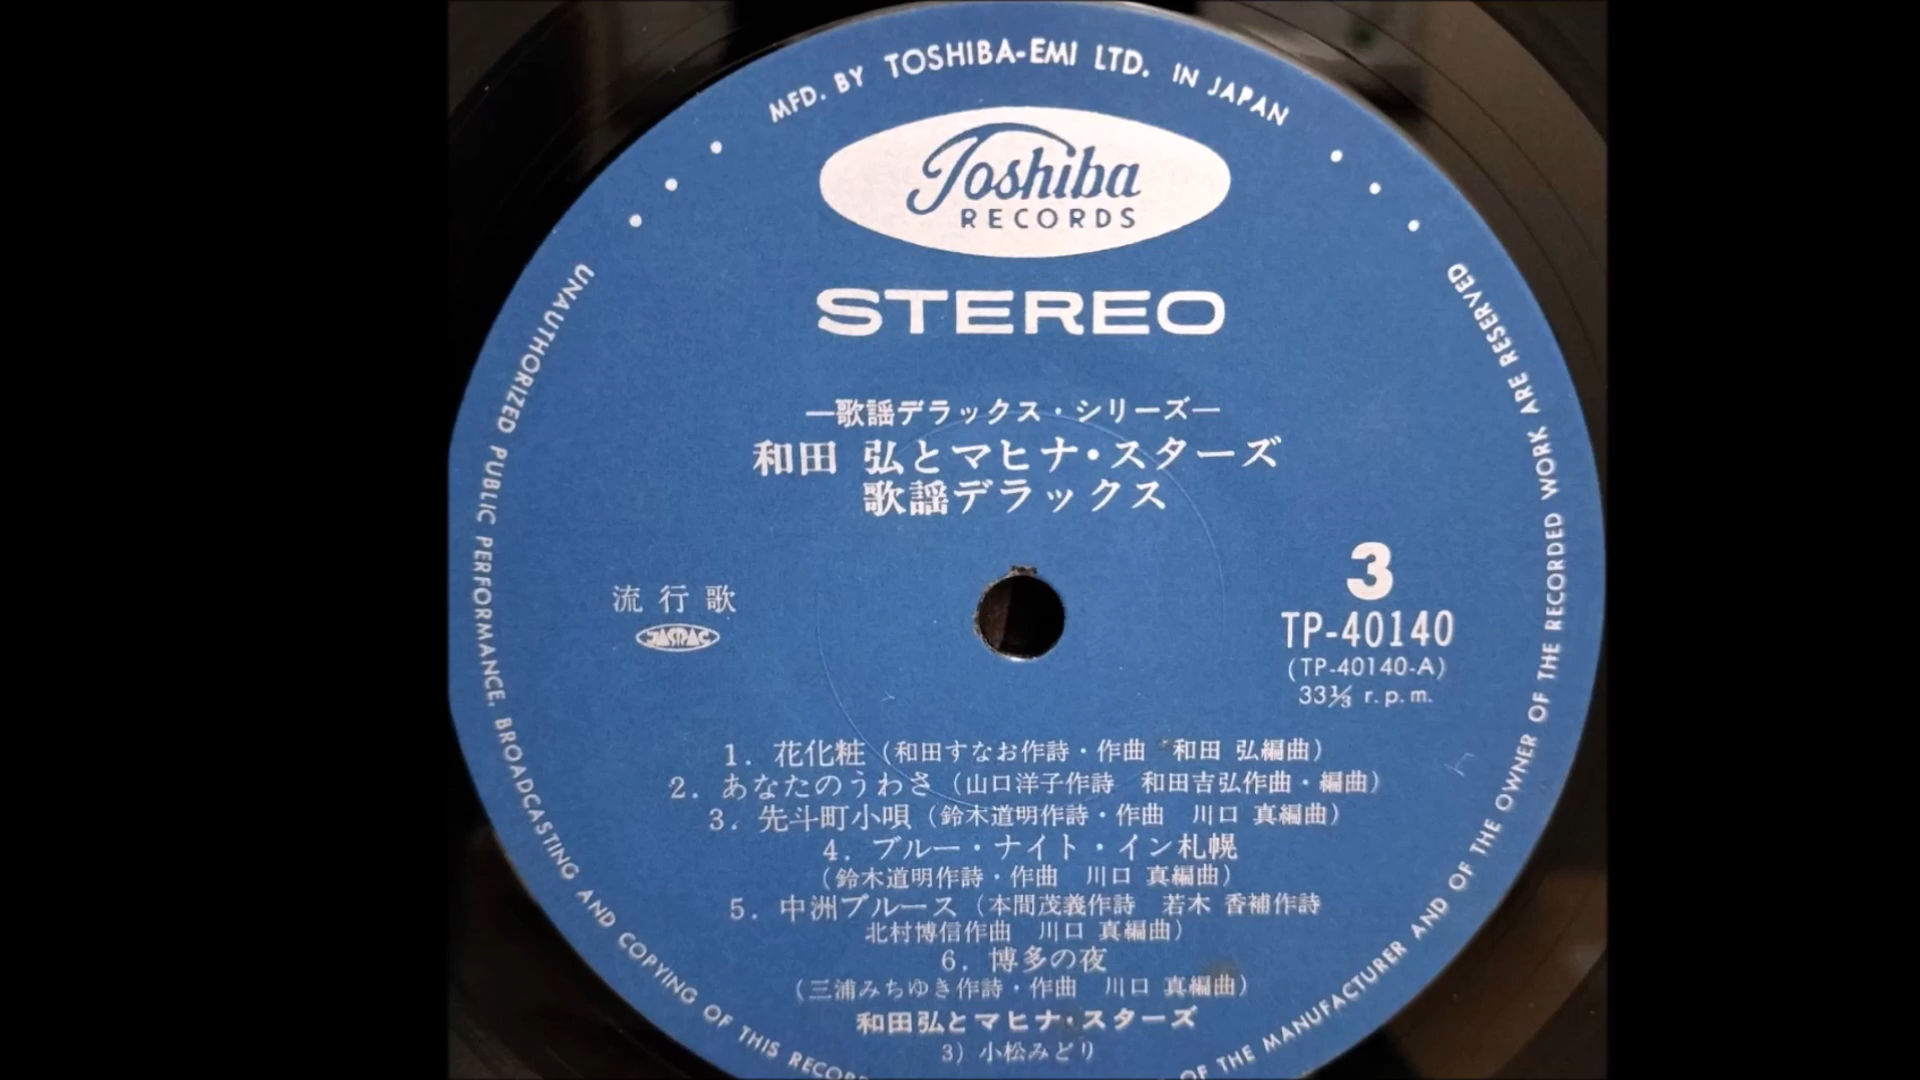 MFD. BY TOSHIBA-EMI LTD. IN JAPAN
Toshiba
RECORDS
STEREO
—歌謡デラックス・シリーズ—
和田 弘とマヒナ・スターズ
歌謡デラックス
流行歌
JASRAC
3
TP-40140
(TP-40140-A)
33⅓ r.p.m.
1. 花化粧（和田すなお作詩・作曲 和田 弘編曲）
2. あなたのうわさ（山口洋子作詩 和田吉弘作曲・編曲）
3. 先斗町小唄（鈴木道明作詩・作曲 川口 真編曲）
4. ブルー・ナイト・イン札幌
（鈴木道明作詩・作曲 川口 真編曲）
5. 中洲ブルース（本間茂義作詩 若木 香補作詩
北村博信作曲 川口 真編曲）
6. 博多の夜
（三浦みちゆき作詩・作曲 川口 真編曲）
和田弘とマヒナ・スターズ
3) 小松みどり
UNAUTHORIZED PUBLIC PERFORMANCE, BROADCASTING AND COPYING OF THIS RECORD
OF THE MANUFACTURER AND OF THE OWNER OF THE RECORDED WORK ARE RESERVED